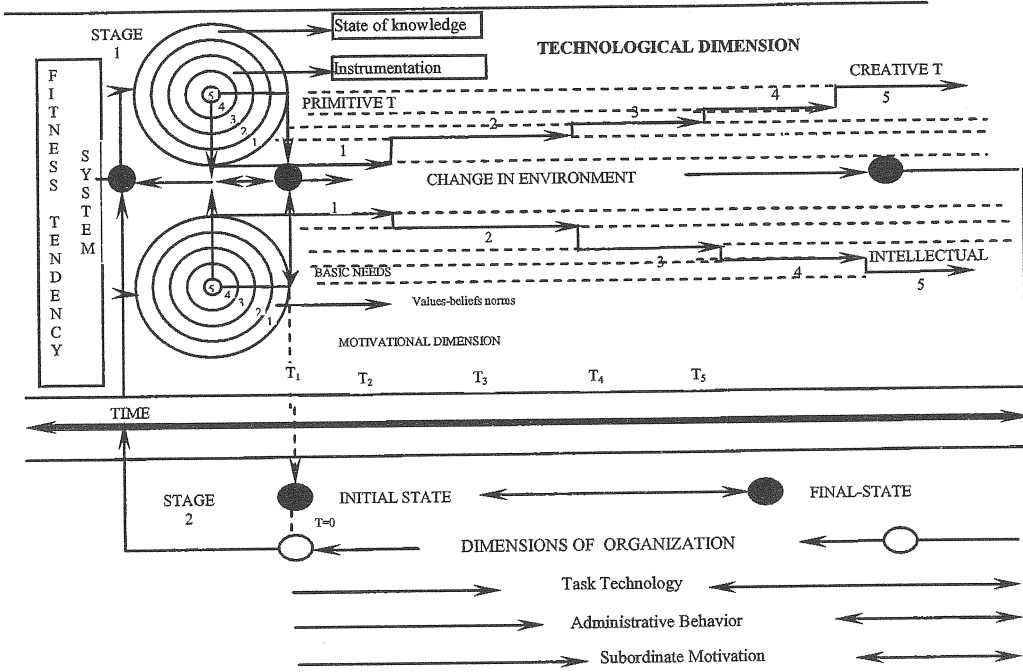 STAGE
1
State of knowledge
Instrumentation
TECHNOLOGICAL DIMENSION
FITNESS TENDENCY
SYSTEM
5
4
3
2
1
PRIMITIVE T
1
2
3
4
CREATIVE T
5
CHANGE IN ENVIRONMENT
1
2
3
4
INTELLECTUAL
5
5
4
3
2
1
BASIC NEEDS
Values-beliefs norms
MOTIVATIONAL DIMENSION
T1
T2
T3
T4
T5
TIME
STAGE
2
INITIAL STATE
FINAL-STATE
T=0
DIMENSIONS OF ORGANIZATION
Task Technology
Administrative Behavior
Subordinate Motivation